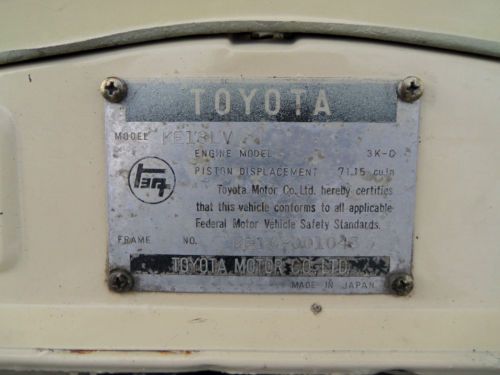 TOYOTA
MODEL KE18LV
ENGINE MODEL 3K-C
PISTON DISPLACEMENT 71.15 cu.in
Toyota Motor Co., Ltd. hereby certifies
that this vehicle conforms to all applicable
Federal Motor Vehicle Safety Standards.
FRAME NO.
TOYOTA MOTOR CO., LTD.
MADE IN JAPAN